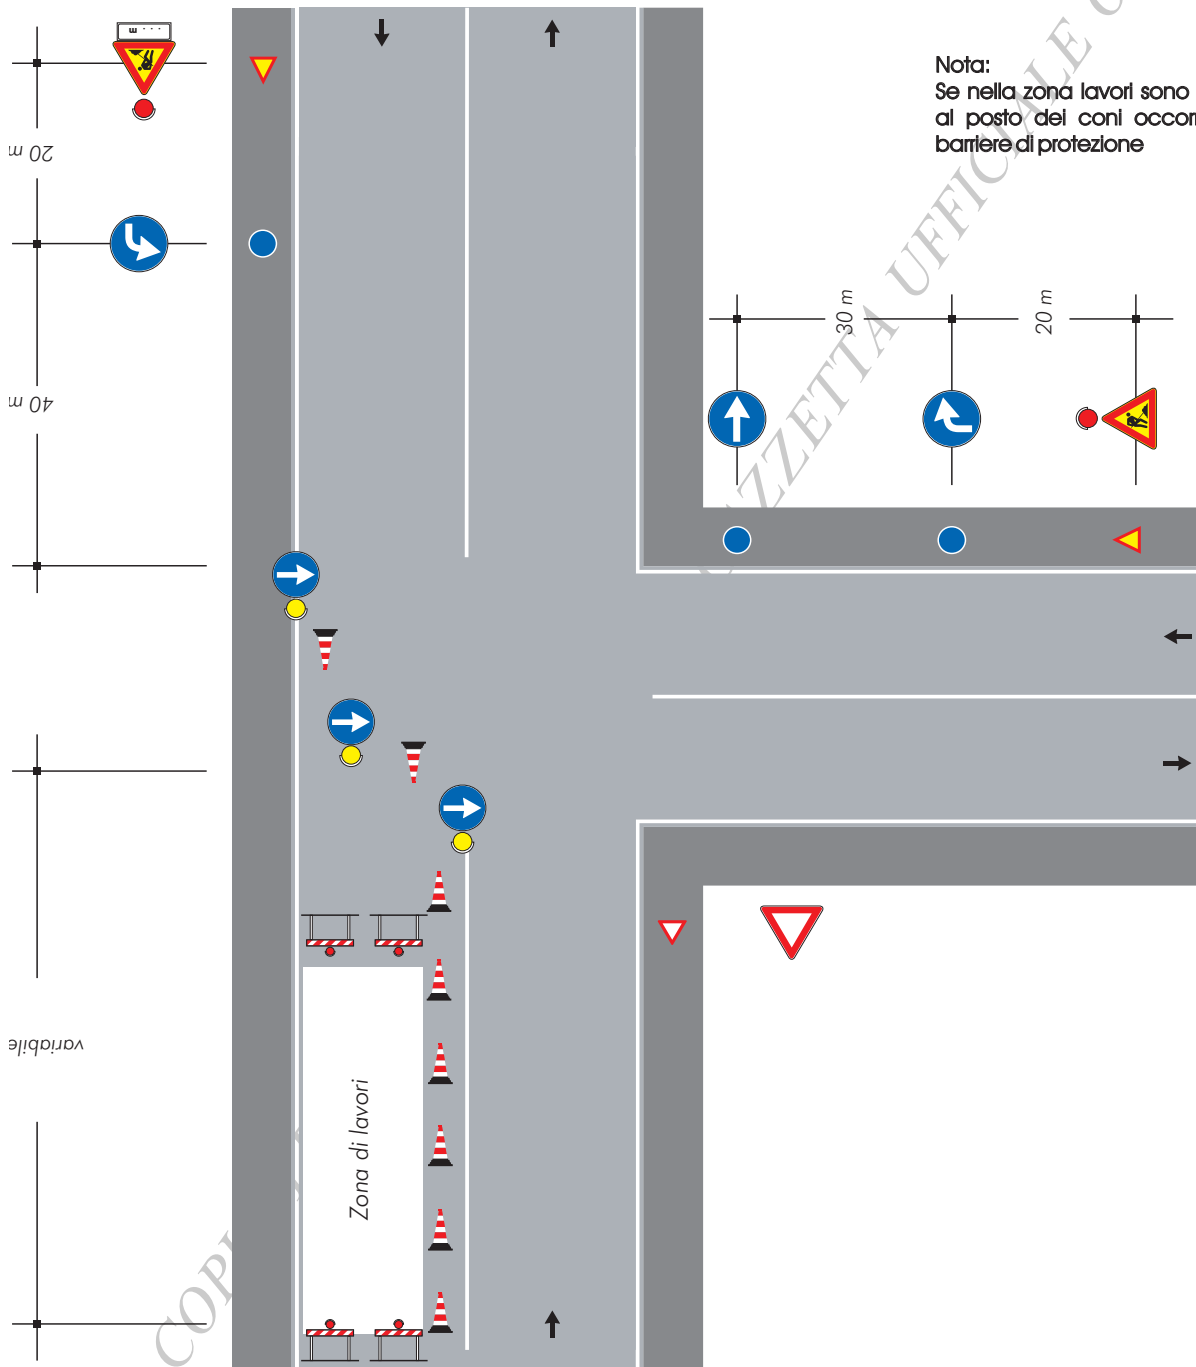 Nota:
Se nella zona lavori sono
al posto dei coni occorr
barriere di protezione
20 m
40 m
variabile
30 m
20 m
Zona di lavori
COPI
ZZETTA UFFICIALE